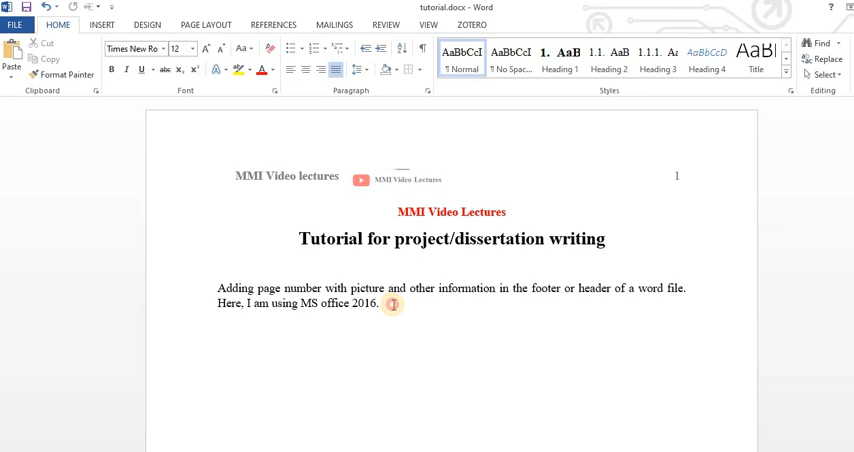 tutorial.docx - Word
?
FILE HOME INSERT DESIGN PAGE LAYOUT REFERENCES MAILINGS REVIEW VIEW ZOTERO
Paste
Cut
Copy
Format Painter
Clipboard
Times New Ro 12 A A Aa
B I U abc x₂ x² A A
Font
Paragraph
AaBbCcI AaBbCcI 1. AaB 1.1. AaB 1.1.1. Aa AaBbCcD AaBl
¶ Normal ¶ No Spac... Heading 1 Heading 2 Heading 3 Heading 4 Title
Styles
Find
Replace
Select
Editing
MMI Video lectures MMI Video Lectures 1
MMI Video Lectures
Tutorial for project/dissertation writing
Adding page number with picture and other information in the footer or header of a word file.
Here, I am using MS office 2016.